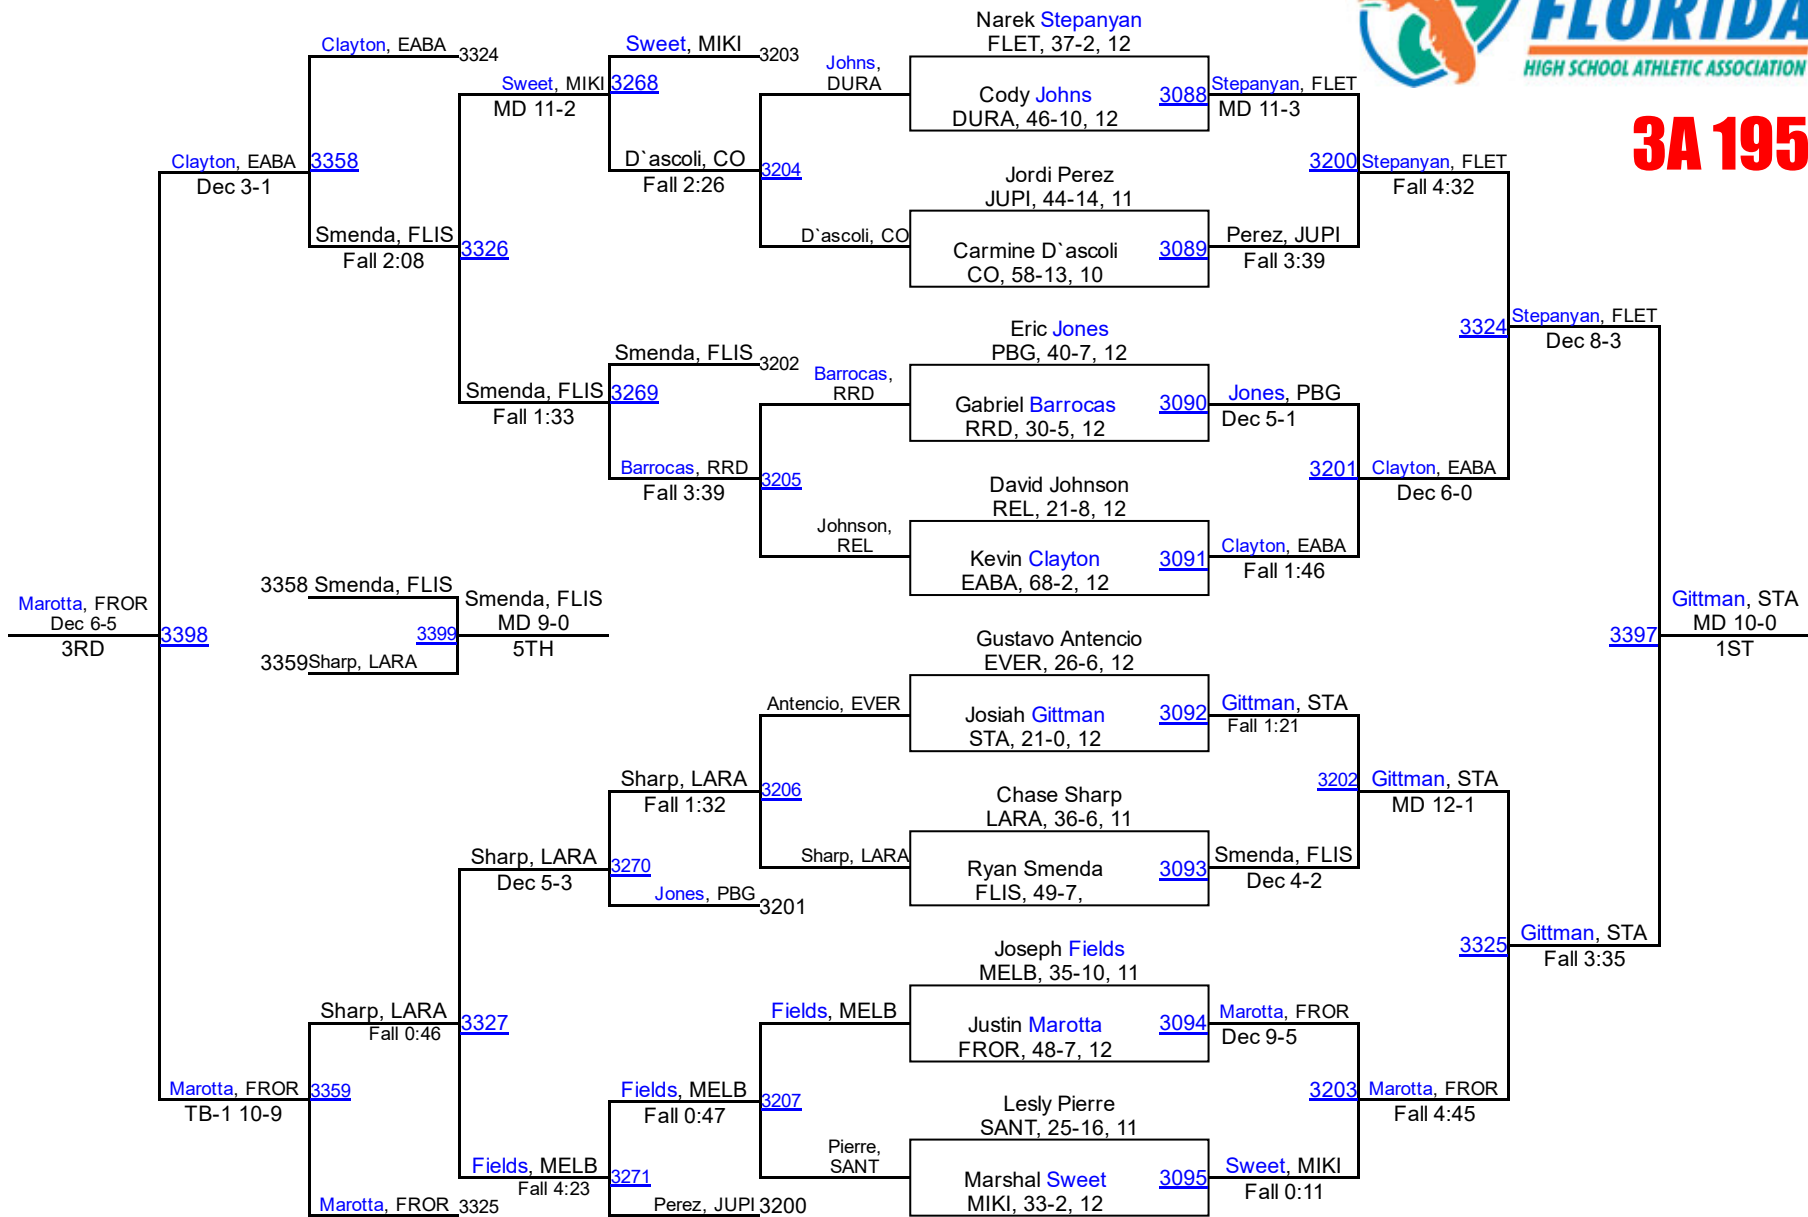 FLORIDA
HIGH SCHOOL ATHLETIC ASSOCIATION
3A 195
Narek Stepanyan
FLET, 37-2, 12
Cody Johns
DURA, 46-10, 12
3088
Stepanyan, FLET
MD 11-3
Jordi Perez
JUPI, 44-14, 11
Carmine D`ascoli
CO, 58-13, 10
3089
Perez, JUPI
Fall 3:39
Eric Jones
PBG, 40-7, 12
Gabriel Barrocas
RRD, 30-5, 12
3090
Jones, PBG
Dec 5-1
David Johnson
REL, 21-8, 12
Kevin Clayton
EABA, 68-2, 12
3091
Clayton, EABA
Fall 1:46
Gustavo Antencio
EVER, 26-6, 12
Josiah Gittman
STA, 21-0, 12
3092
Gittman, STA
Fall 1:21
Chase Sharp
LARA, 36-6, 11
Ryan Smenda
FLIS, 49-7,
3093
Smenda, FLIS
Dec 4-2
Joseph Fields
MELB, 35-10, 11
Justin Marotta
FROR, 48-7, 12
3094
Marotta, FROR
Dec 9-5
Lesly Pierre
SANT, 25-16, 11
Marshal Sweet
MIKI, 33-2, 12
3095
Sweet, MIKI
Fall 0:11
3200
Stepanyan, FLET
Fall 4:32
3201
Clayton, EABA
Dec 6-0
3202
Gittman, STA
MD 12-1
3203
Marotta, FROR
Fall 4:45
3324
Stepanyan, FLET
Dec 8-3
3325
Gittman, STA
Fall 3:35
3397
Gittman, STA
MD 10-0
1ST
Johns,
DURA
D`ascoli, CO
3204
Barrocas,
RRD
Johnson,
REL
3205
Antencio, EVER
Sharp, LARA
3206
Fields, MELB
Pierre,
SANT
3207
Sweet, MIKI
3203
D`ascoli, CO
Fall 2:26
3268
Smenda, FLIS
3202
Barrocas, RRD
Fall 3:39
3269
Sharp, LARA
Fall 1:32
Jones, PBG
3201
3270
Fields, MELB
Fall 0:47
Perez, JUPI
3200
3271
Sweet, MIKI
MD 11-2
Smenda, FLIS
Fall 1:33
3326
Sharp, LARA
Dec 5-3
Fields, MELB
Fall 4:23
3327
Clayton, EABA
3324
Smenda, FLIS
Fall 2:08
3358
Sharp, LARA
Fall 0:46
Marotta, FROR
3325
3359
Clayton, EABA
Dec 3-1
Marotta, FROR
TB-1 10-9
3398
Marotta, FROR
Dec 6-5
3RD
3358 Smenda, FLIS
3359 Sharp, LARA
3399
Smenda, FLIS
MD 9-0
5TH